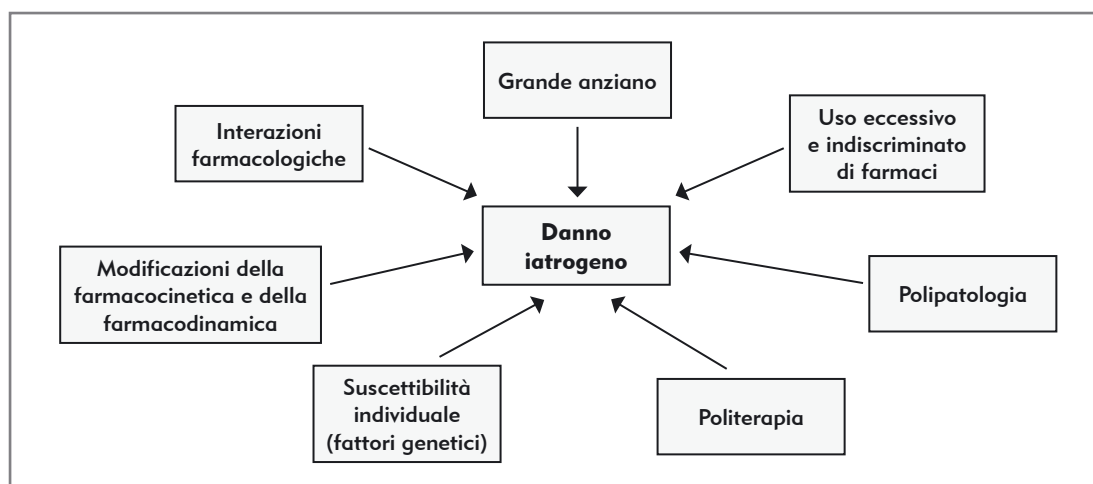 Grande anziano
Interazioni
farmacologiche
Uso eccessivo
e indiscriminato
di farmaci
Danno
iatrogeno
Modificazioni della
farmacocinetica e della
farmacodinamica
Polipatologia
Suscettibilità
individuale
(fattori genetici)
Politerapia